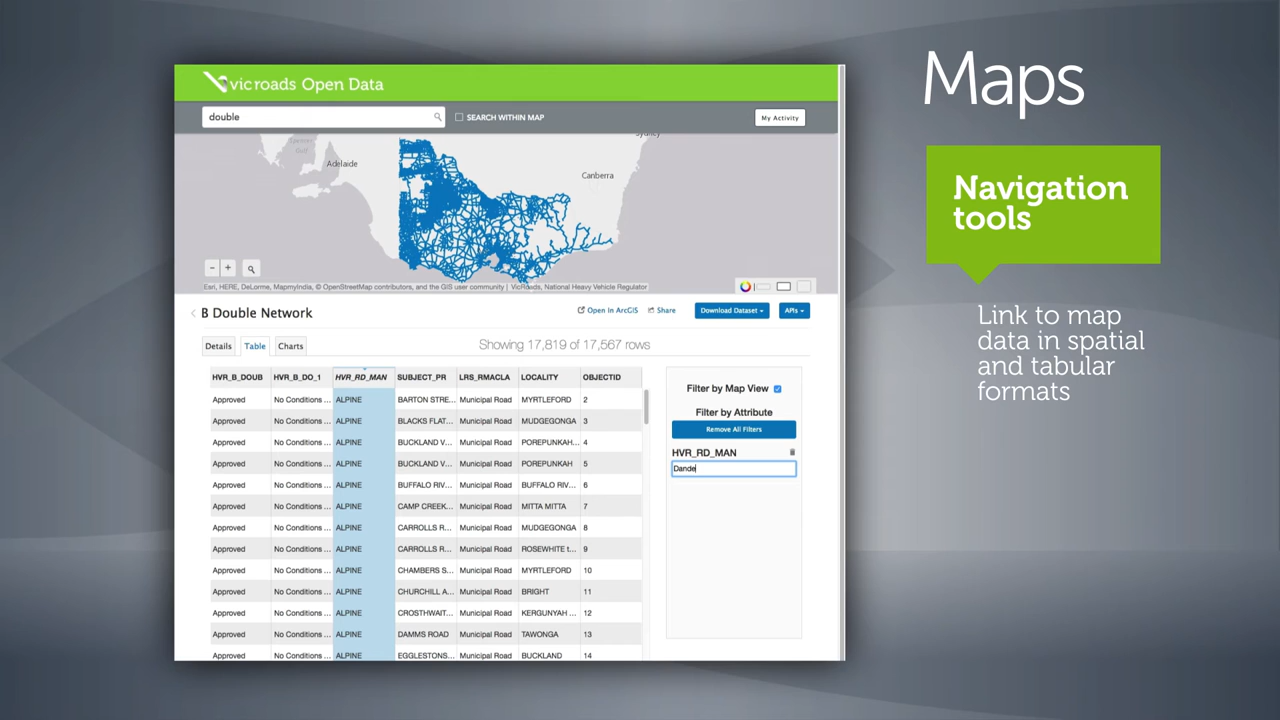 Maps
Navigation
tools
Link to map
data in spatial
and tabular
formats
vicroads Open Data
double
SEARCH WITHIN MAP
My Activity
Adelaide
Canberra
Sydney
Esri, HERE, DeLorme, MapmyIndia, © OpenStreetMap contributors, and the GIS user community | VicRoads, National Heavy Vehicle Regulator
B Double Network
Open in ArcGIS
Share
Download Dataset
APIs
Details Table Charts
Showing 17,819 of 17,567 rows
HVR_B_DOUB HVR_B_DO_1 HVR_RD_MAN SUBJECT_PR LRS_RMACLA LOCALITY OBJECTID
Approved No Conditions ... ALPINE BARTON STRE... Municipal Road MYRTLEFORD 2
Approved No Conditions ... ALPINE BLACKS FLAT... Municipal Road MUDGEGONGA 3
Approved No Conditions ... ALPINE BUCKLAND V... Municipal Road POREPUNKAH... 4
Approved No Conditions ... ALPINE BUCKLAND V... Municipal Road POREPUNKAH 5
Approved No Conditions ... ALPINE BUFFALO RIV... Municipal Road BUFFALO RIV... 6
Approved No Conditions ... ALPINE CAMP CREEK... Municipal Road MITTA MITTA 7
Approved No Conditions ... ALPINE CARROLLS R... Municipal Road MUDGEGONGA 8
Approved No Conditions ... ALPINE CARROLLS R... Municipal Road ROSEWHITE t... 9
Approved No Conditions ... ALPINE CHAMBERS S... Municipal Road MYRTLEFORD 10
Approved No Conditions ... ALPINE CHURCHILL A... Municipal Road BRIGHT 11
Approved No Conditions ... ALPINE CROSTHWAIT... Municipal Road KERGUNYAH ... 12
Approved No Conditions ... ALPINE DAMMS ROAD Municipal Road TAWONGA 13
Approved No Conditions ... ALPINE EGGLESTONS... Municipal Road BUCKLAND 14
Filter by Map View
Filter by Attribute
Remove All Filters
HVR_RD_MAN
Dande